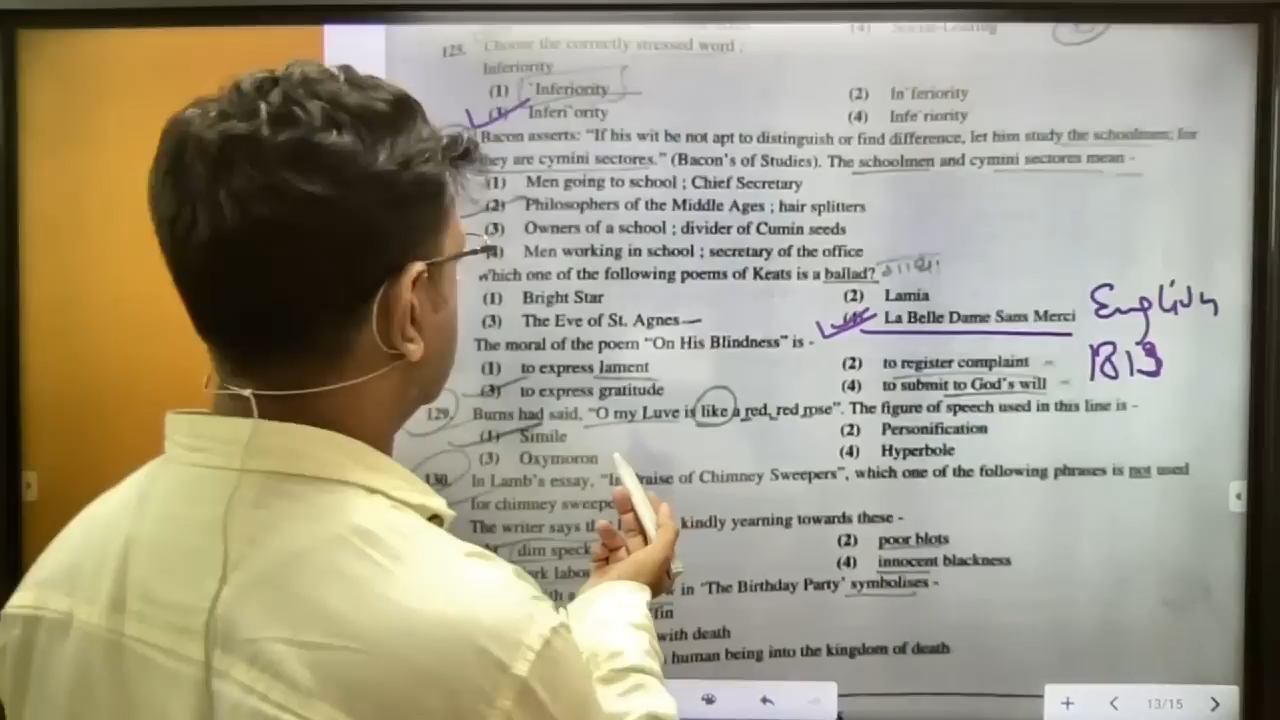 (4) Social-Leaning
125. Choose the correctly stressed word :
Inferiority
(1) `Inferiority (2) In`feriority
(3) Inferi`ority (4) Infe`riority
Bacon asserts: “If his wit be not apt to distinguish or find difference, let him study the schoolmen; for
they are cymini sectores.” (Bacon's of Studies). The schoolmen and cymini sectores mean -
(1) Men going to school ; Chief Secretary
(2) Philosophers of the Middle Ages ; hair splitters
(3) Owners of a school ; divider of Cumin seeds
(4) Men working in school ; secretary of the office
Which one of the following poems of Keats is a ballad?
(1) Bright Star (2) Lamia
(3) The Eve of St. Agnes La Belle Dame Sans Merci
English
1813
The moral of the poem “On His Blindness” is -
(1) to express lament (2) to register complaint
(3) to express gratitude (4) to submit to God's will
129. Burns had said, “O my Luve is like a red, red rose”. The figure of speech used in this line is -
(1) Simile (2) Personification
(3) Oxymoron (4) Hyperbole
130. In Lamb's essay, “In Praise of Chimney Sweepers”, which one of the following phrases is not used
for chimney
The writer says kindly yearning towards these -
dim speck (2) poor blots
(4) innocent blackness
in ‘The Birthday Party’ symbolises -
with death
human being into the kingdom of death
13/15